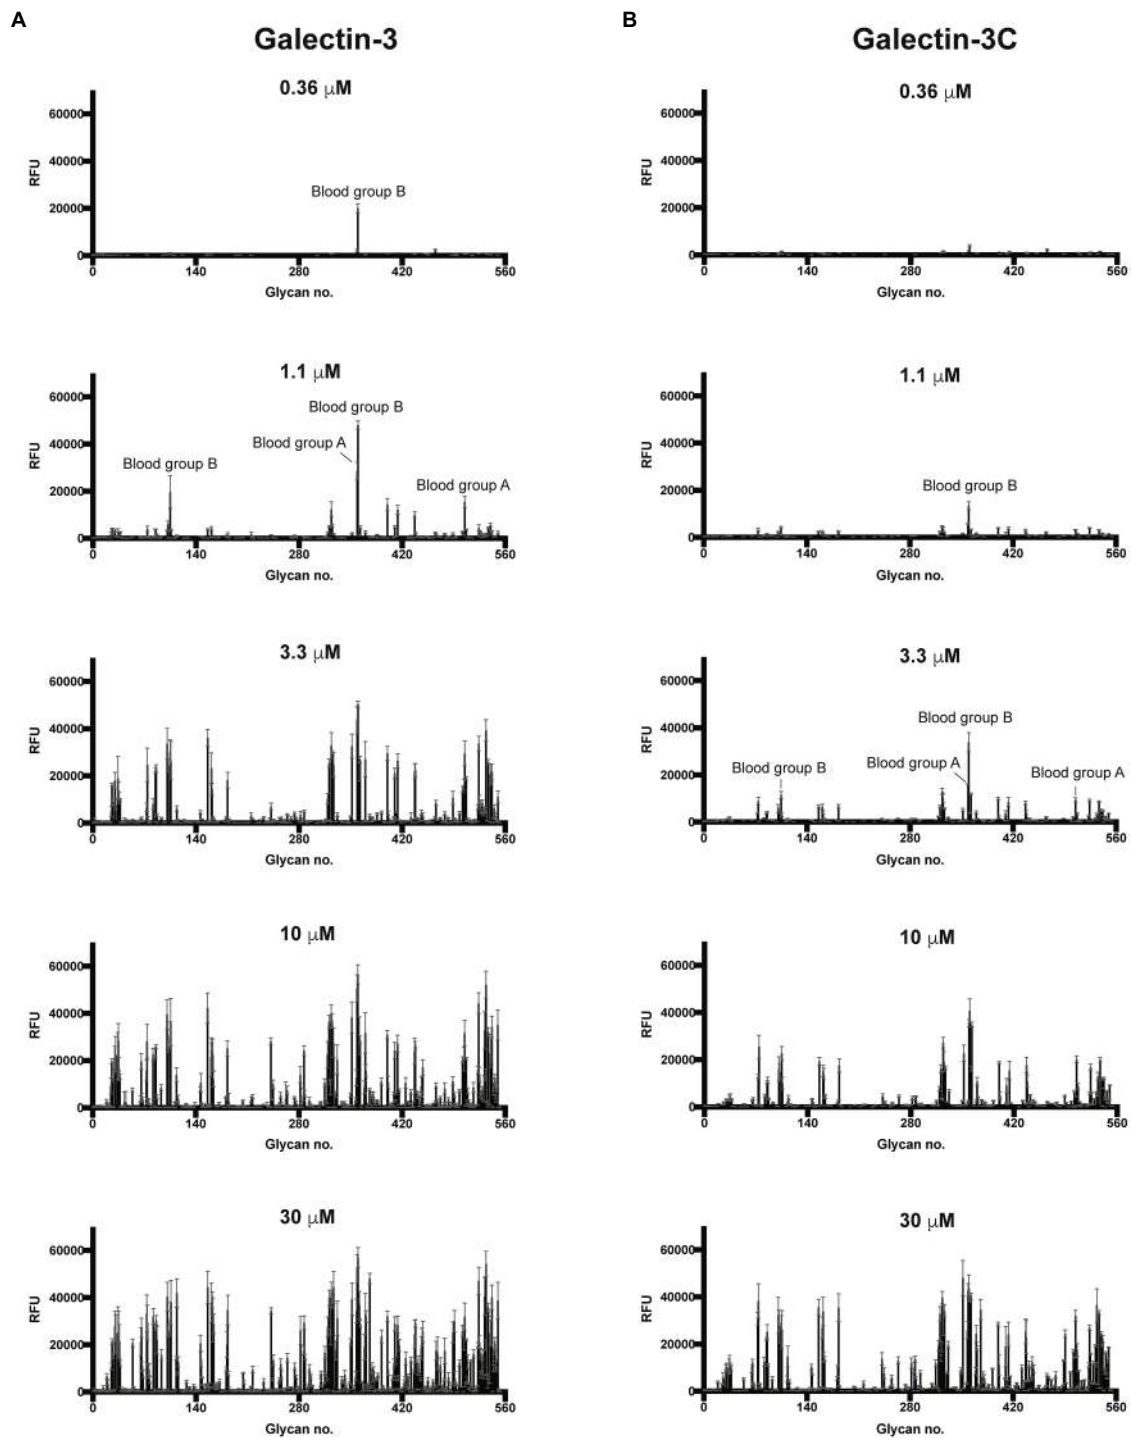 A
Galectin-3
0.36 μM
60000
40000
20000
0
RFU
Blood group B
0 140 280 420 560
Glycan no.
1.1 μM
60000
40000
20000
0
RFU
Blood group B
Blood group A
Blood group B
Blood group A
0 140 280 420 560
Glycan no.
3.3 μM
60000
40000
20000
0
RFU
0 140 280 420 560
Glycan no.
10 μM
60000
40000
20000
0
RFU
0 140 280 420 560
Glycan no.
30 μM
60000
40000
20000
0
RFU
0 140 280 420 560
Glycan no.
B
Galectin-3C
0.36 μM
60000
40000
20000
0
RFU
0 140 280 420 560
Glycan no.
1.1 μM
60000
40000
20000
0
RFU
Blood group B
0 140 280 420 560
Glycan no.
3.3 μM
60000
40000
20000
0
RFU
Blood group B
Blood group A
Blood group B
Blood group A
0 140 280 420 560
Glycan no.
10 μM
60000
40000
20000
0
RFU
0 140 280 420 560
Glycan no.
30 μM
60000
40000
20000
0
RFU
0 140 280 420 560
Glycan no.